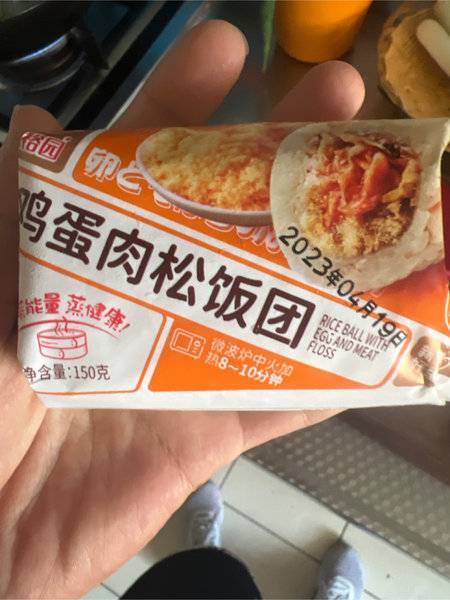 裕园
鸡蛋肉松饭团
2023年04月19日
RICE BALL WITH
EGG AND MEAT
FLOSS
能量 蒸健康!
微波炉中火加
热8~10分钟
净含量:150克